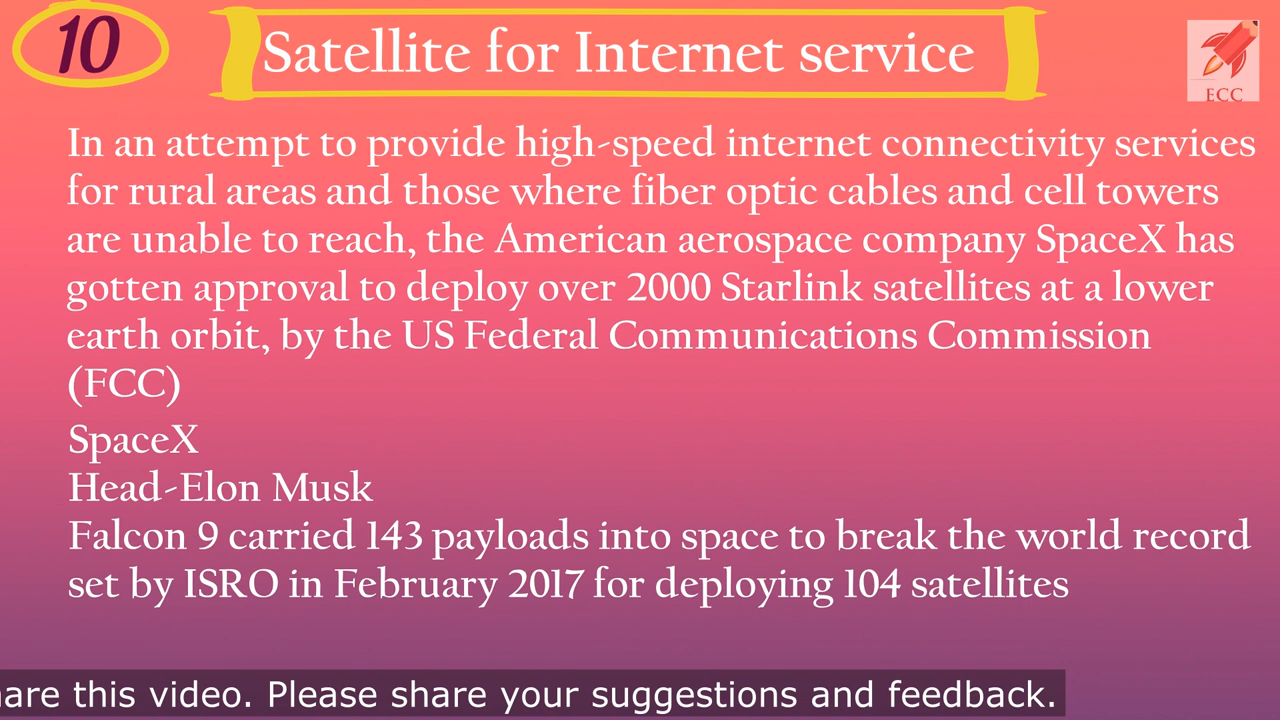 10
Satellite for Internet service
ECC
In an attempt to provide high-speed internet connectivity services
for rural areas and those where fiber optic cables and cell towers
are unable to reach, the American aerospace company SpaceX has
gotten approval to deploy over 2000 Starlink satellites at a lower
earth orbit, by the US Federal Communications Commission
(FCC)
SpaceX
Head-Elon Musk
Falcon 9 carried 143 payloads into space to break the world record
set by ISRO in February 2017 for deploying 104 satellites
this video. Please share your suggestions and feedback.